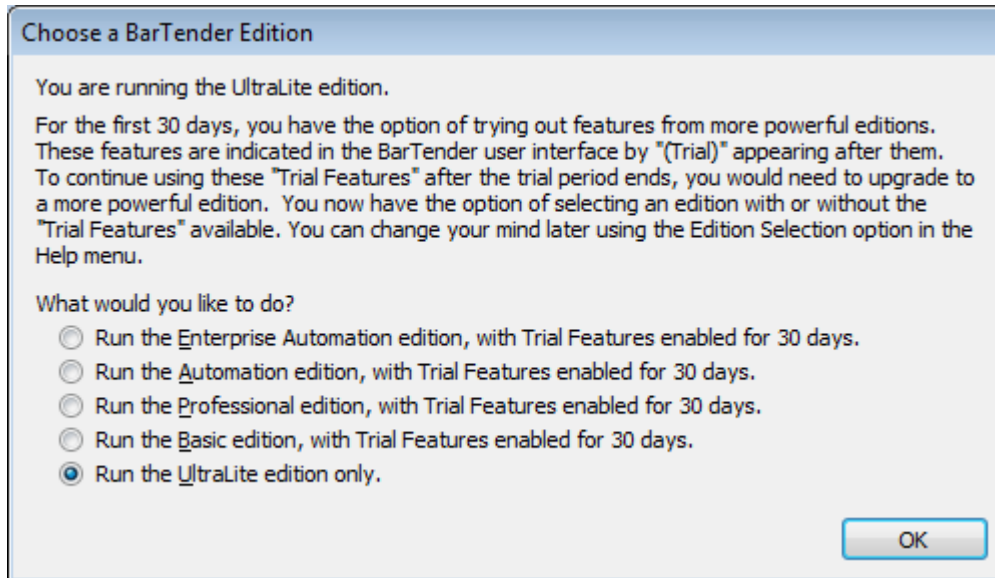 Choose a BarTender Edition
You are running the UltraLite edition.
For the first 30 days, you have the option of trying out features from more powerful editions.
These features are indicated in the BarTender user interface by "(Trial)" appearing after them.
To continue using these "Trial Features" after the trial period ends, you would need to upgrade to
a more powerful edition.  You now have the option of selecting an edition with or without the
"Trial Features" available. You can change your mind later using the Edition Selection option in the
Help menu.
What would you like to do?
Run the Enterprise Automation edition, with Trial Features enabled for 30 days.
Run the Automation edition, with Trial Features enabled for 30 days.
Run the Professional edition, with Trial Features enabled for 30 days.
Run the Basic edition, with Trial Features enabled for 30 days.
Run the UltraLite edition only.
OK